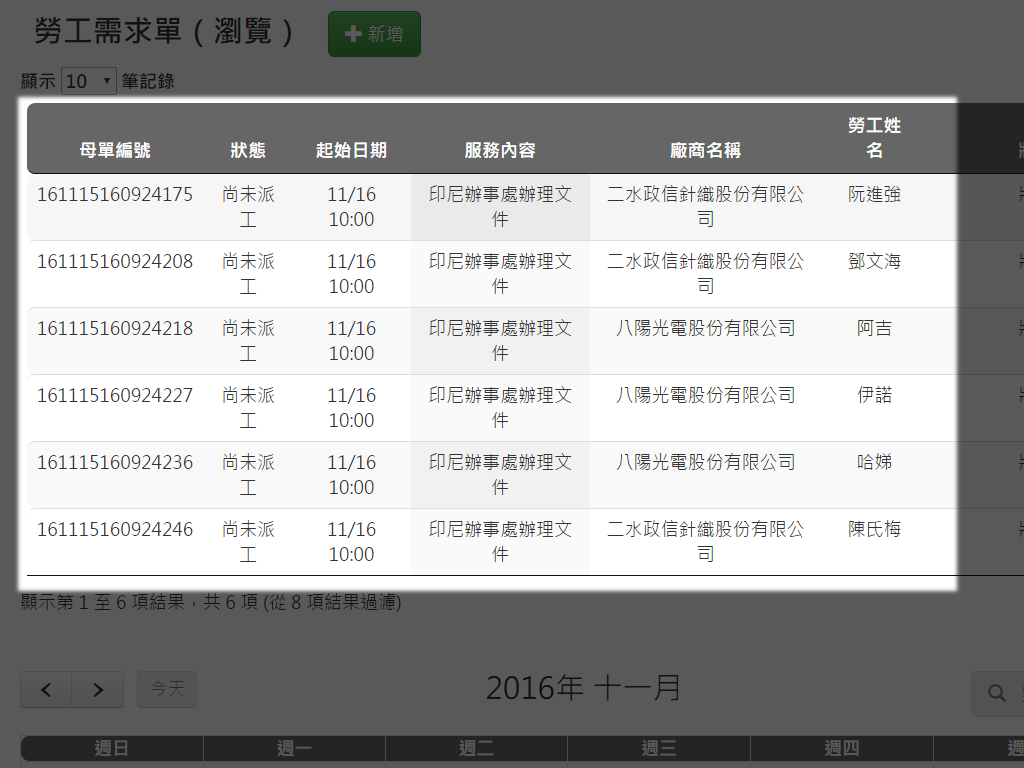 勞工需求單 ( 瀏覽 ) 新增
顯示 10 筆記錄
母單編號 狀態 起始日期 服務內容 廠商名稱 勞工姓
名
161115160924175 尚未派 11/16 印尼辦事處辦理文 二水政信針織股份有限公 阮進強
工 10:00 件 司
161115160924208 尚未派 11/16 印尼辦事處辦理文 二水政信針織股份有限公 鄧文海
工 10:00 件 司
161115160924218 尚未派 11/16 印尼辦事處辦理文 八陽光電股份有限公司 阿吉
工 10:00 件
161115160924227 尚未派 11/16 印尼辦事處辦理文 八陽光電股份有限公司 伊諾
工 10:00 件
161115160924236 尚未派 11/16 印尼辦事處辦理文 八陽光電股份有限公司 哈娣
工 10:00 件
161115160924246 尚未派 11/16 印尼辦事處辦理文 二水政信針織股份有限公 陳氏梅
工 10:00 件 司
顯示第 1 至 6 項結果，共 6 項 (從 8 項結果過濾)
今天 2016年 十一月
週日 週一 週二 週三 週四 週